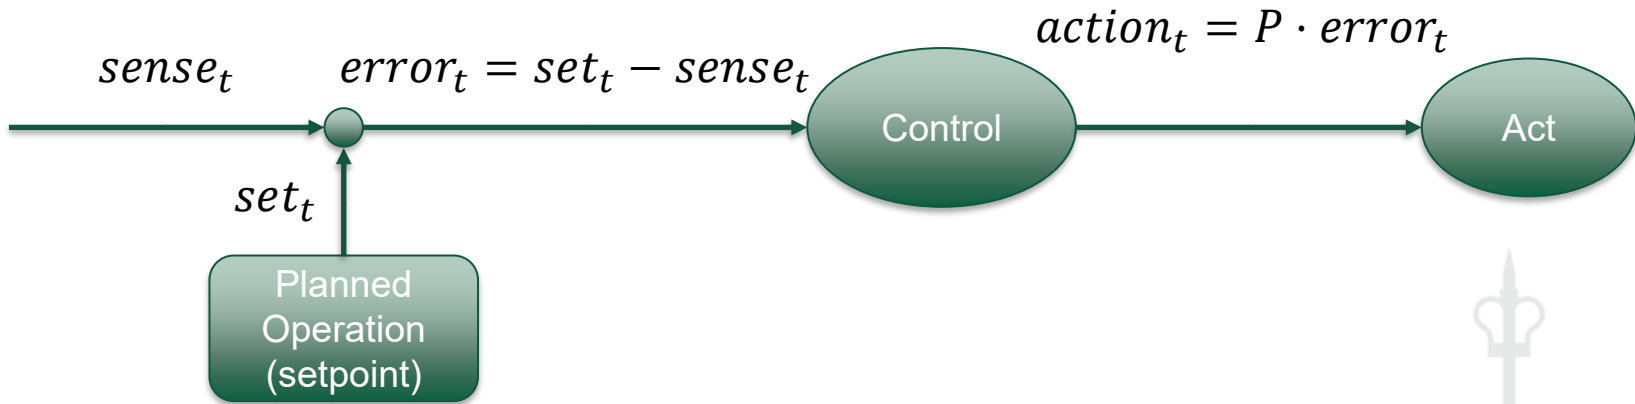 sense_t
error_t = set_t − sense_t
action_t = P · error_t
Control
Act
set_t
Planned
Operation
(setpoint)